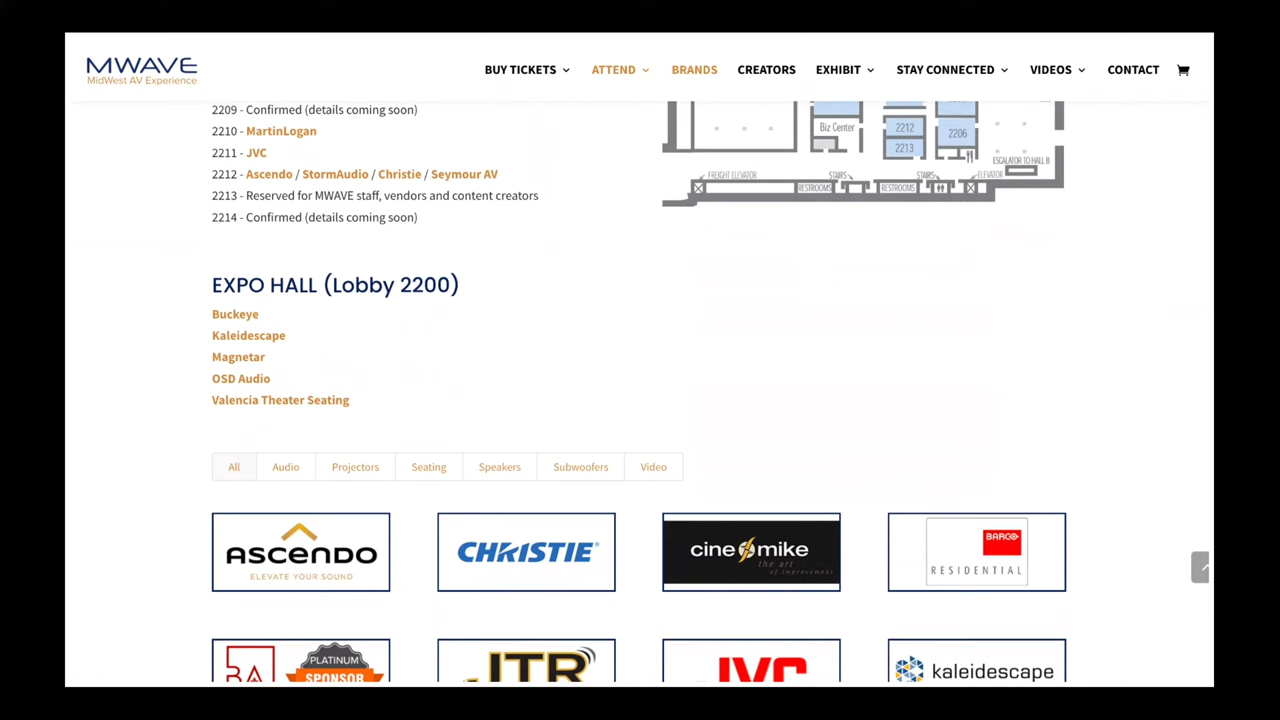 MWAVE
MidWest AV Experience
BUY TICKETS ATTEND BRANDS CREATORS EXHIBIT STAY CONNECTED VIDEOS CONTACT
2209 - Confirmed (details coming soon)
2210 - MartinLogan
2211 - JVC
2212 - Ascendo / StormAudio / Christie / Seymour AV
2213 - Reserved for MWAVE staff, vendors and content creators
2214 - Confirmed (details coming soon)
Biz Center
2212
2206
2213
ESCALATOR TO HALL B
FREIGHT ELEVATOR
STAIRS
STAIRS
ELEVATOR
RESTROOMS
RESTROOMS
EXPO HALL (Lobby 2200)
Buckeye
Kaleidescape
Magnetar
OSD Audio
Valencia Theater Seating
All Audio Projectors Seating Speakers Subwoofers Video
ASCENDO
ELEVATE YOUR SOUND
CHRISTIE
cine mike
the art
of improvement
BARCO
RESIDENTIAL
PLATINUM
SPONSOR
JTR
JVC
kaleidescape